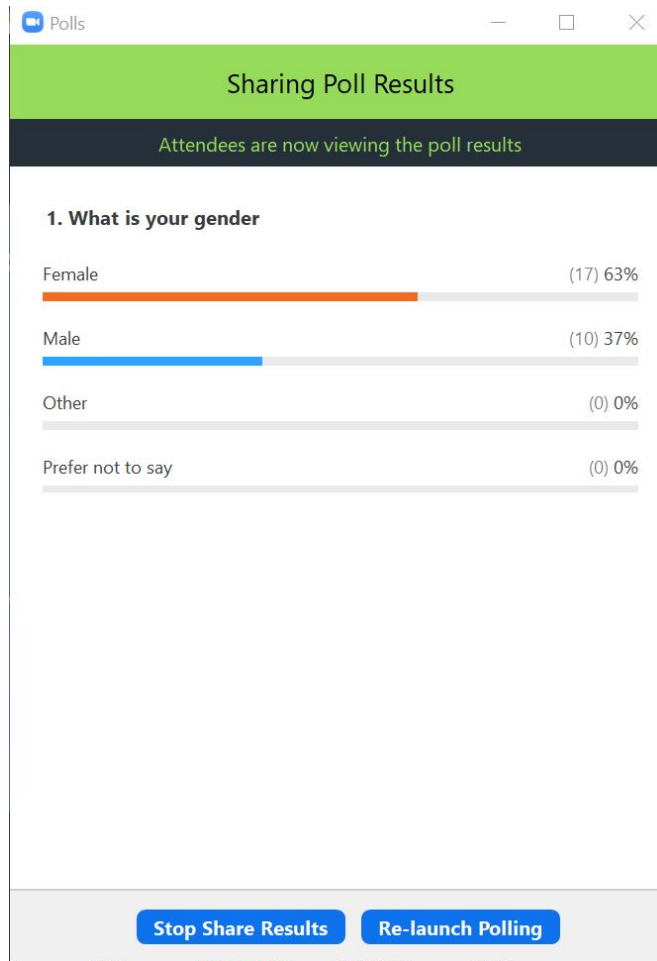 Polls
Sharing Poll Results
Attendees are now viewing the poll results
1. What is your gender
Female (17) 63%
Male (10) 37%
Other (0) 0%
Prefer not to say (0) 0%
Stop Share Results Re-launch Polling